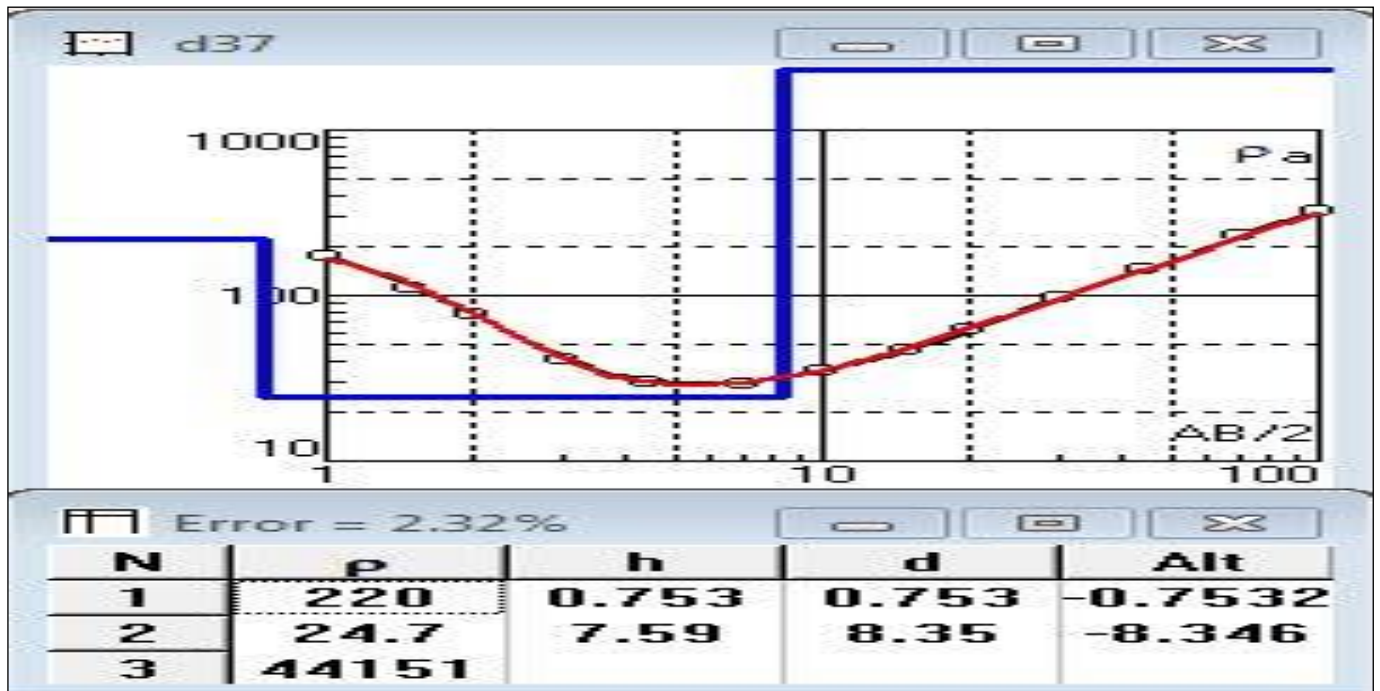 d37
1000
Pa
100
10
AB/2
1 10 100
Error = 2.32%
N ρ h d Alt
1 220 0.753 0.753 -0.7532
2 24.7 7.59 8.35 -8.346
3 44151